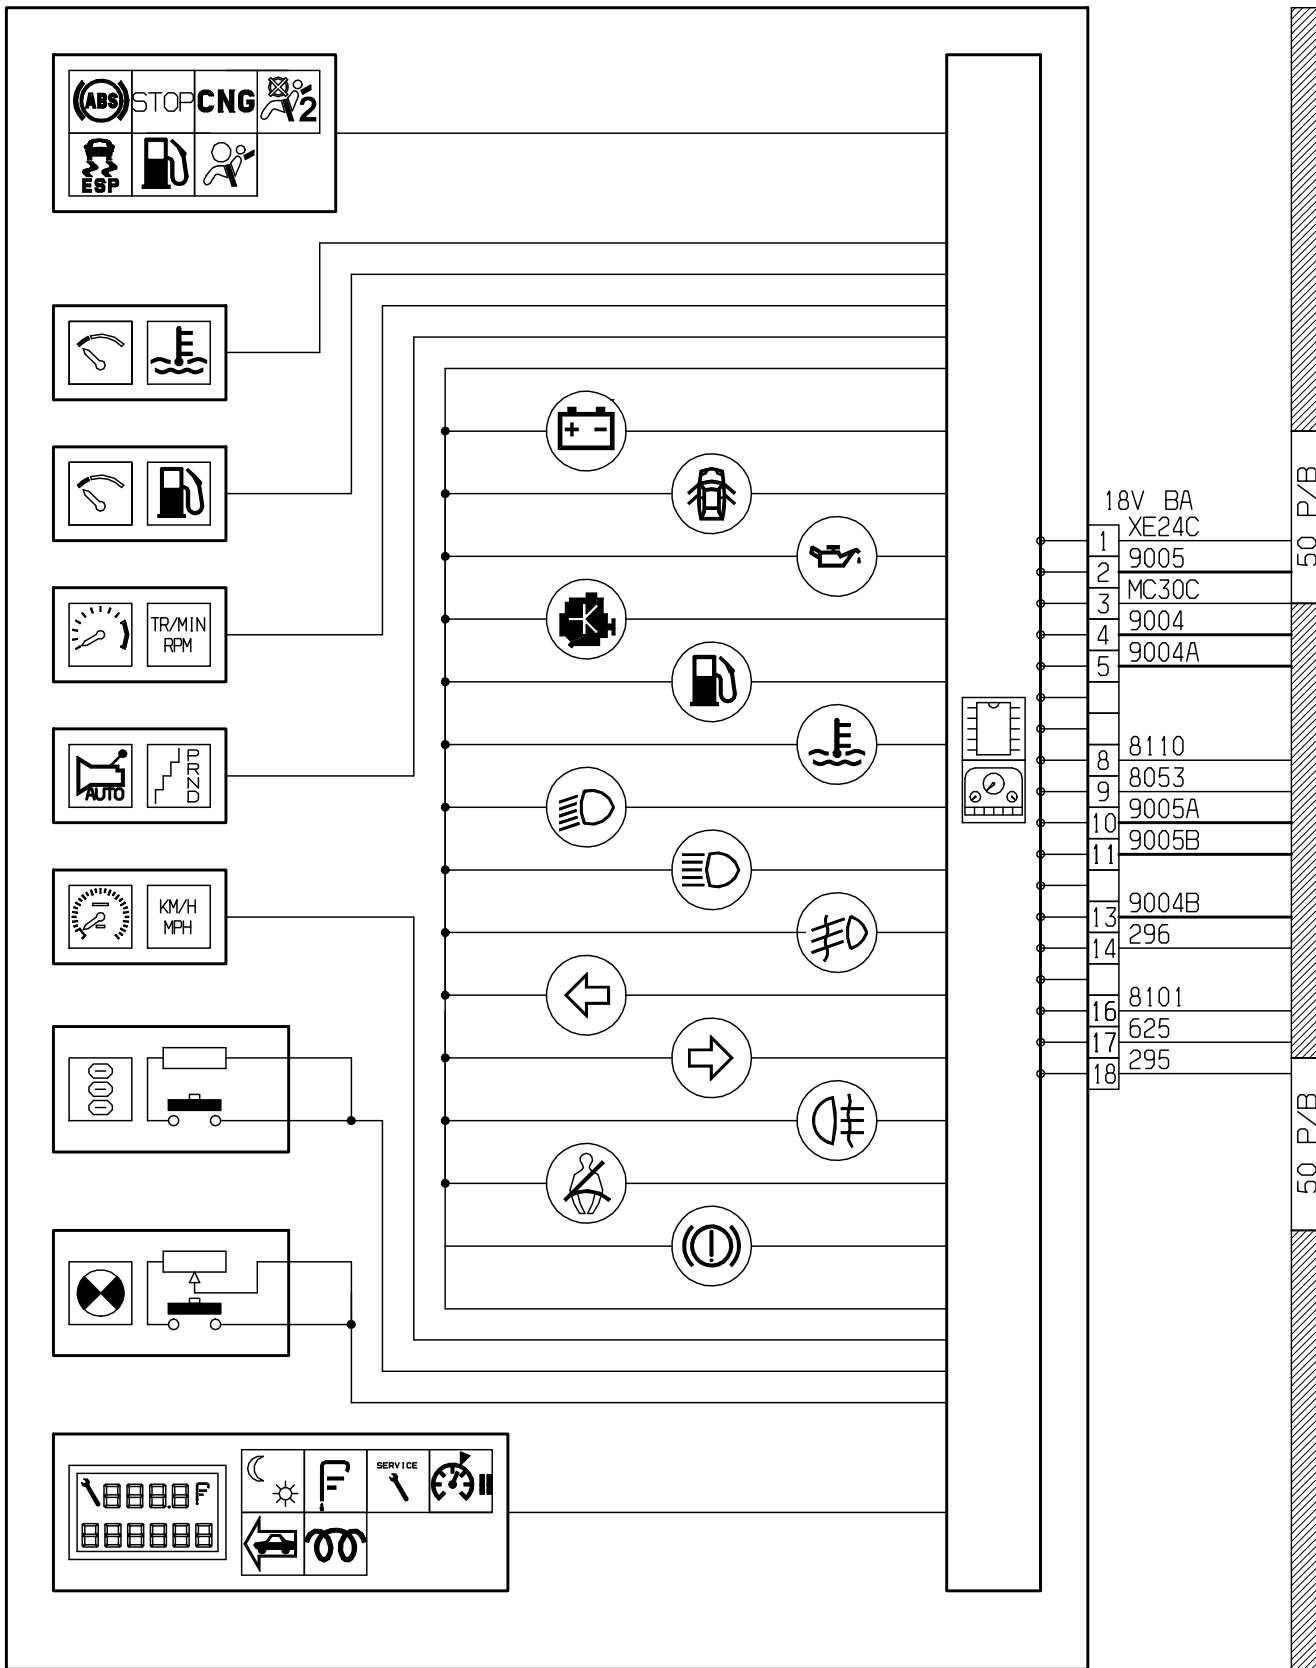 ABS STOP CNG 2
ESP
TR/MIN
RPM
AUTO
P
R
N
D
KM/H
MPH
SERVICE
18V BA
1 XE24C
2 9005
3 MC30C
4 9004
5 9004A
8 8110
9 8053
10 9005A
11 9005B
13 9004B
14 296
16 8101
17 625
18 295
50 P/B
50 P/B